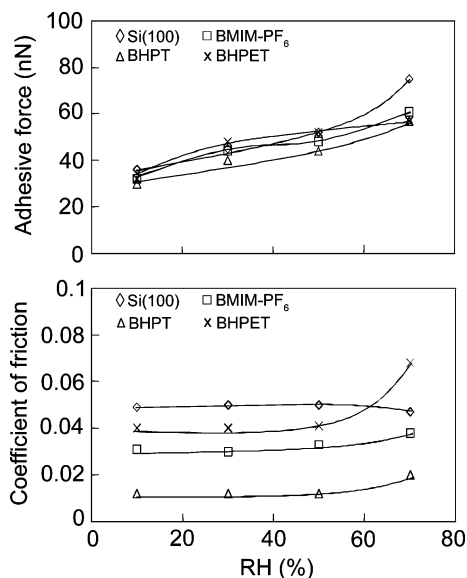 Adhesive force (nN)
100
80
60
40
20
0
Si(100) BMIM-PF6
BHPT BHPET
Coefficient of friction
0.1
0.08
0.06
0.04
0.02
0
Si(100) BMIM-PF6
BHPT BHPET
0 20 40 60 80
RH (%)